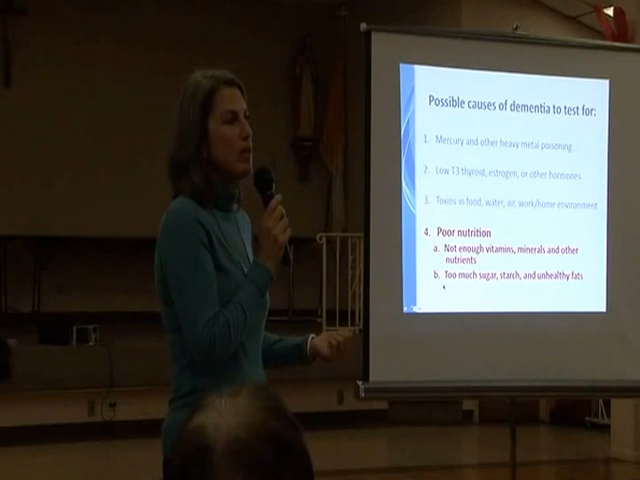 Possible causes of dementia to test for:
1. Mercury and other heavy metal poisoning
2. Low T3 thyroid, estrogen, or other hormones
3. Toxins in food, water, air, work/home environment
4. Poor nutrition
a. Not enough vitamins, minerals and other
nutrients
b. Too much sugar, starch, and unhealthy fats